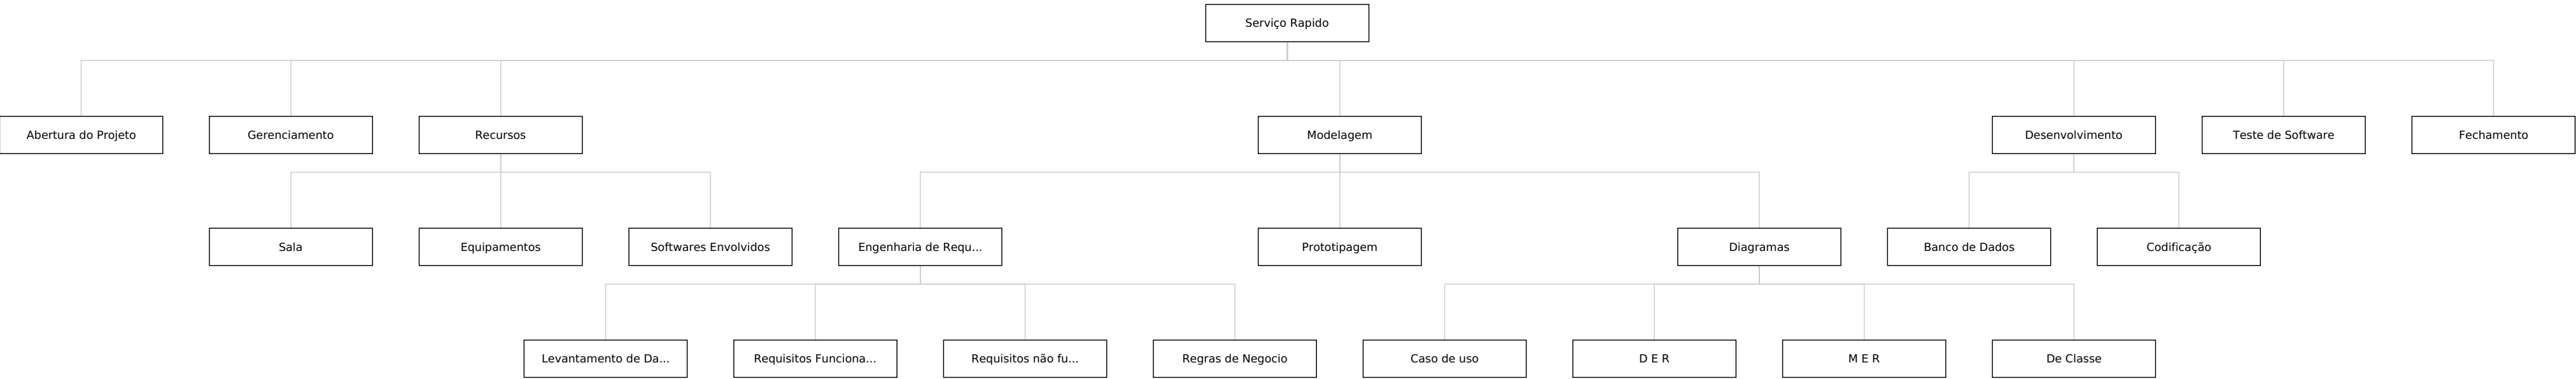 Serviço Rapido
Abertura do Projeto
Gerenciamento
Recursos
Modelagem
Desenvolvimento
Teste de Software
Fechamento
Sala
Equipamentos
Softwares Envolvidos
Engenharia de Requ...
Prototipagem
Diagramas
Banco de Dados
Codificação
Levantamento de Da...
Requisitos Funciona...
Requisitos não fu...
Regras de Negocio
Caso de uso
D E R
M E R
De Classe